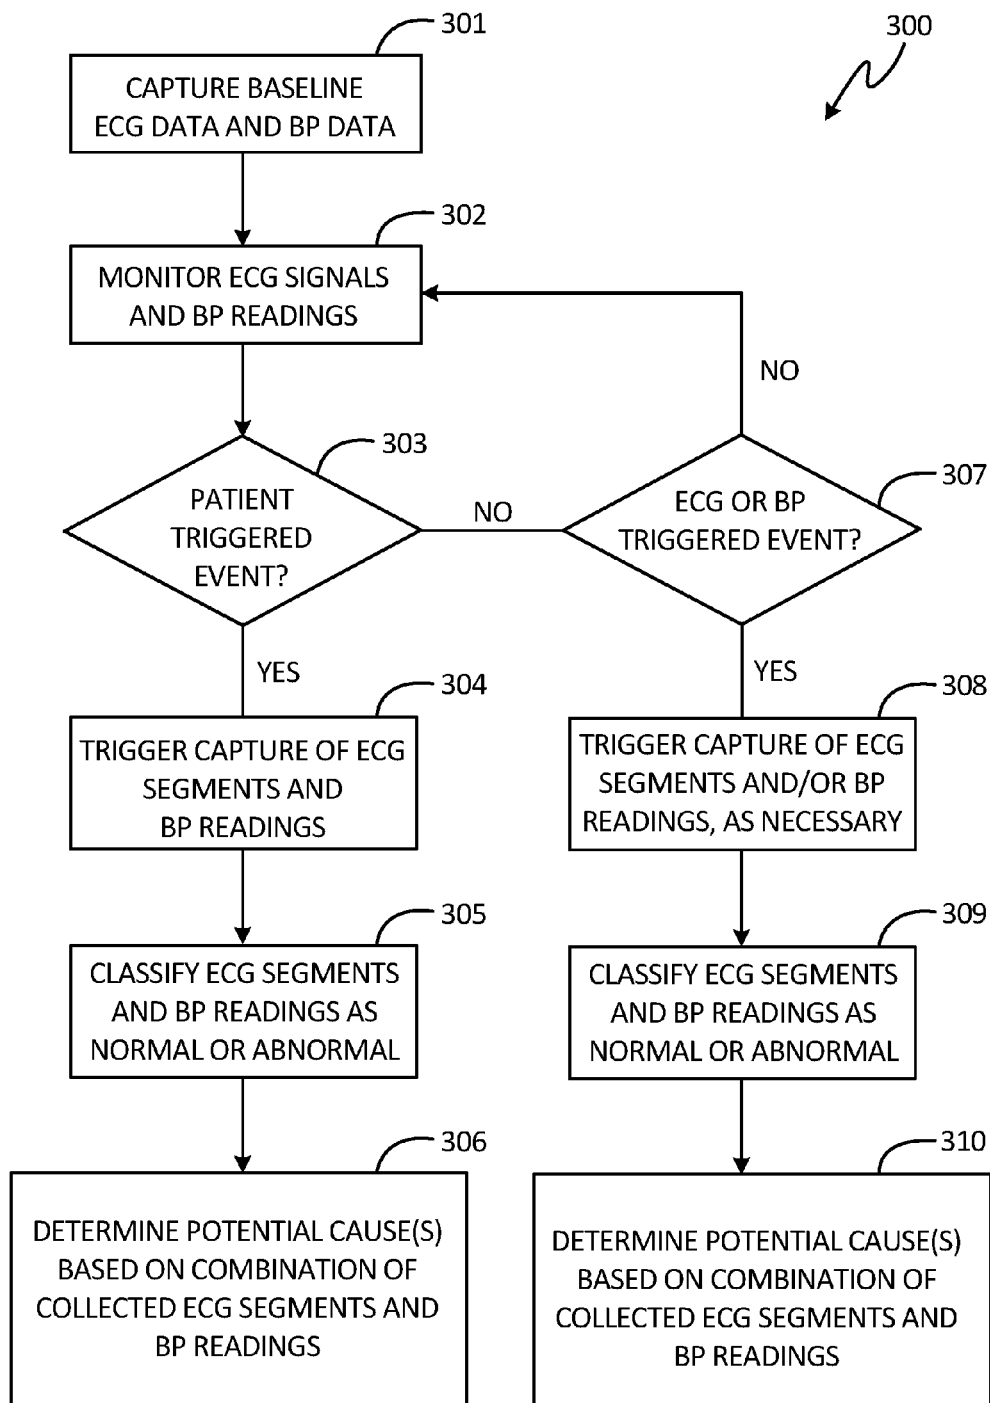 300
301
CAPTURE BASELINE
ECG DATA AND BP DATA
302
MONITOR ECG SIGNALS
AND BP READINGS
NO
303
PATIENT
TRIGGERED
EVENT?
NO
307
ECG OR BP
TRIGGERED EVENT?
YES
304
TRIGGER CAPTURE OF ECG
SEGMENTS AND
BP READINGS
YES
308
TRIGGER CAPTURE OF ECG
SEGMENTS AND/OR BP
READINGS, AS NECESSARY
305
CLASSIFY ECG SEGMENTS
AND BP READINGS AS
NORMAL OR ABNORMAL
309
CLASSIFY ECG SEGMENTS
AND BP READINGS AS
NORMAL OR ABNORMAL
306
DETERMINE POTENTIAL CAUSE(S)
BASED ON COMBINATION OF
COLLECTED ECG SEGMENTS AND
BP READINGS
310
DETERMINE POTENTIAL CAUSE(S)
BASED ON COMBINATION OF
COLLECTED ECG SEGMENTS AND
BP READINGS